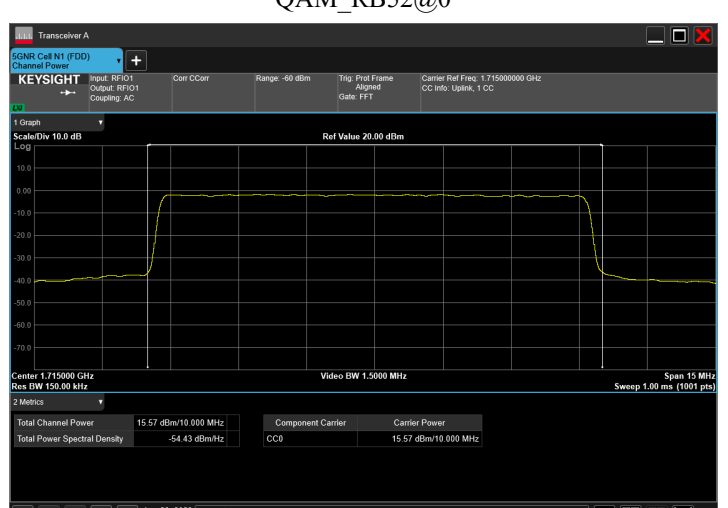 QAM_RB52@0
Transceiver A
5GNR Cell N1 (FDD)
Channel Power
KEYSIGHT
Input: RFIO1
Output: RFIO1
Coupling: AC
Corr CCorr
Range: -60 dBm
Trig: Prot Frame
Aligned
Gate: FFT
Carrier Ref Freq: 1.715000000 GHz
CC Info: Uplink, 1 CC
1 Graph
Scale/Div 10.0 dB
Ref Value 20.00 dBm
Log
10.0
0.00
-10.0
-20.0
-30.0
-40.0
-50.0
-60.0
-70.0
Center 1.715000 GHz
Video BW 1.5000 MHz
Span 15 MHz
Res BW 150.00 kHz
Sweep 1.00 ms (1001 pts)
2 Metrics
Total Channel Power 15.57 dBm/10.000 MHz
Total Power Spectral Density -54.43 dBm/Hz
Component Carrier Carrier Power
CC0 15.57 dBm/10.000 MHz